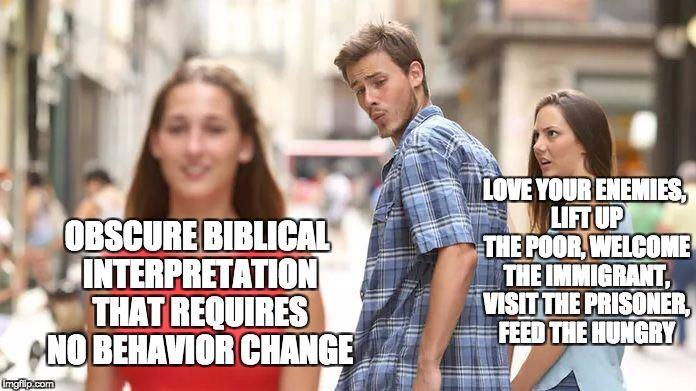 OBSCURE BIBLICAL
INTERPRETATION
THAT REQUIRES
NO BEHAVIOR CHANGE
LOVE YOUR ENEMIES,
LIFT UP
THE POOR, WELCOME
THE IMMIGRANT,
VISIT THE PRISONER,
FEED THE HUNGRY
imgflip.com